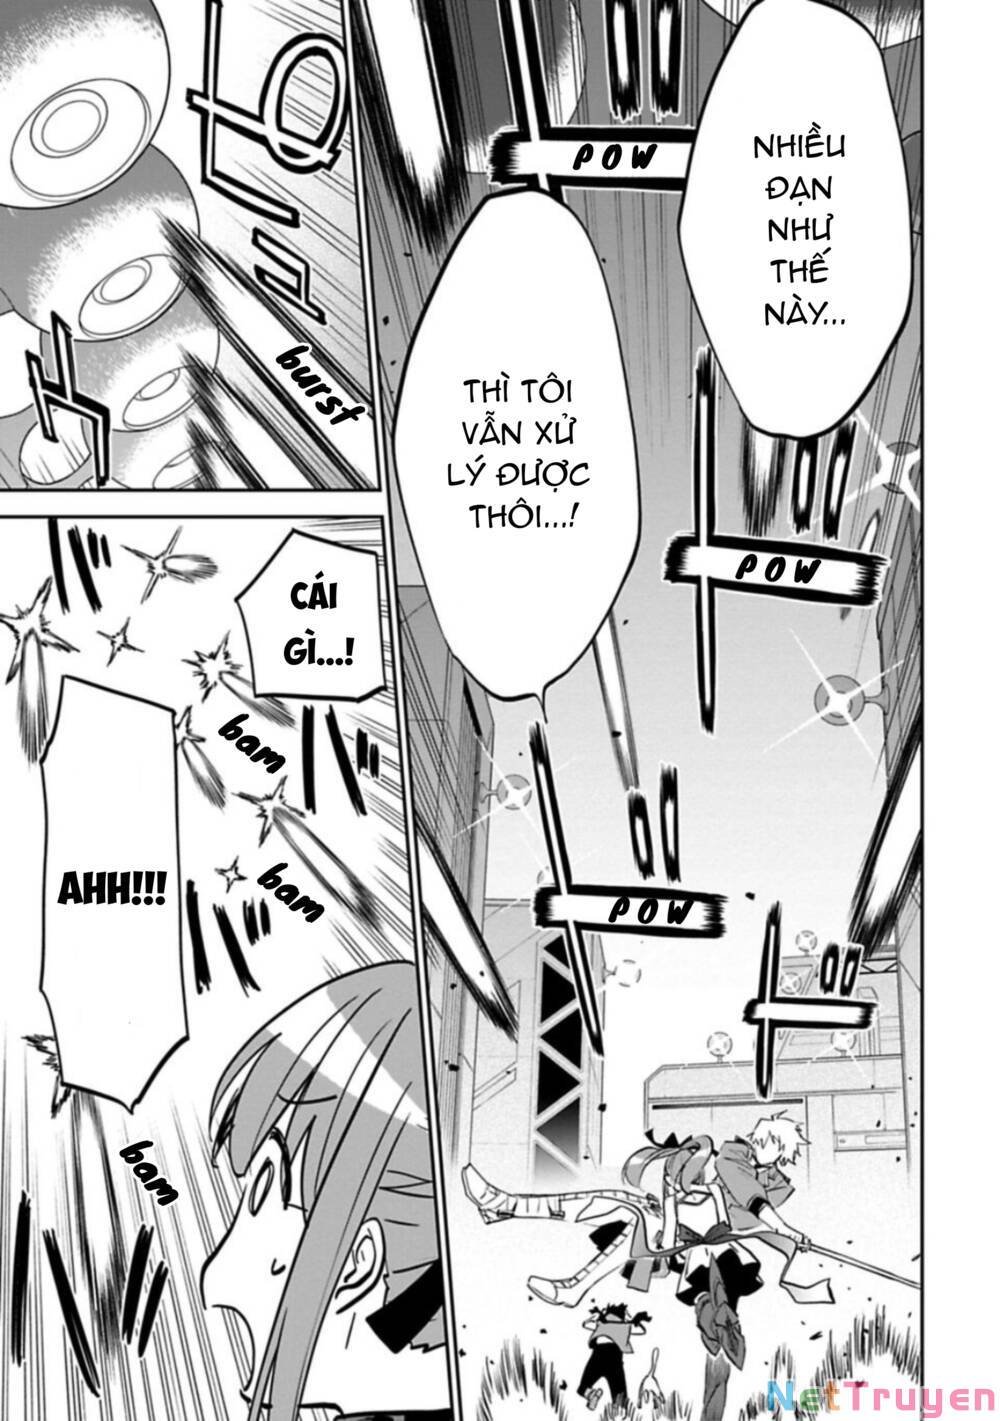 NHIỀU
ĐẠN
NHƯ
THẾ
NÀY...
POW
THÌ TÔI
VẪN XỬ
LÝ ĐƯỢC
THÔI...!
POW
POW
burst
CÁI
GÌ...!
bam
AHH!!!
bam
bam
NetTruyen